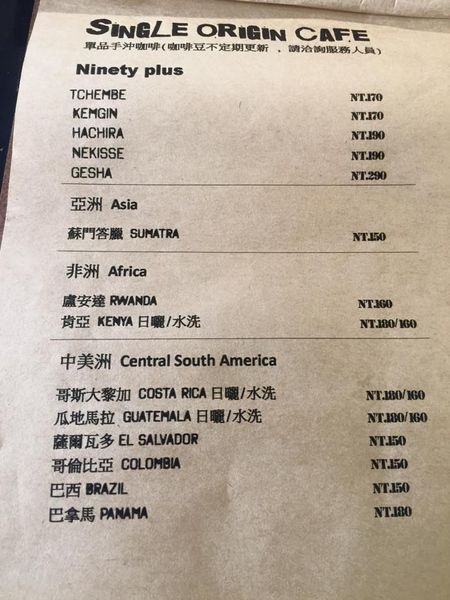 SINGLE ORIGIN CAFE
單品手沖咖啡(咖啡豆不定期更新，請洽詢服務人員)
Ninety plus
TCHEMBE NT.170
KEMGIN NT.170
HACHIRA NT.190
NEKISSE NT.190
GESHA NT.290
亞洲 Asia
蘇門答臘 SUMATRA NT.150
非洲 Africa
盧安達 RWANDA NT.160
肯亞 KENYA 日曬/水洗 NT.180/160
中美洲 Central South America
哥斯大黎加 COSTA RICA 日曬/水洗 NT.180/160
瓜地馬拉 GUATEMALA 日曬/水洗 NT.180/160
薩爾瓦多 EL SALVADOR NT.150
哥倫比亞 COLOMBIA NT.150
巴西 BRAZIL NT.150
巴拿馬 PANAMA NT.180